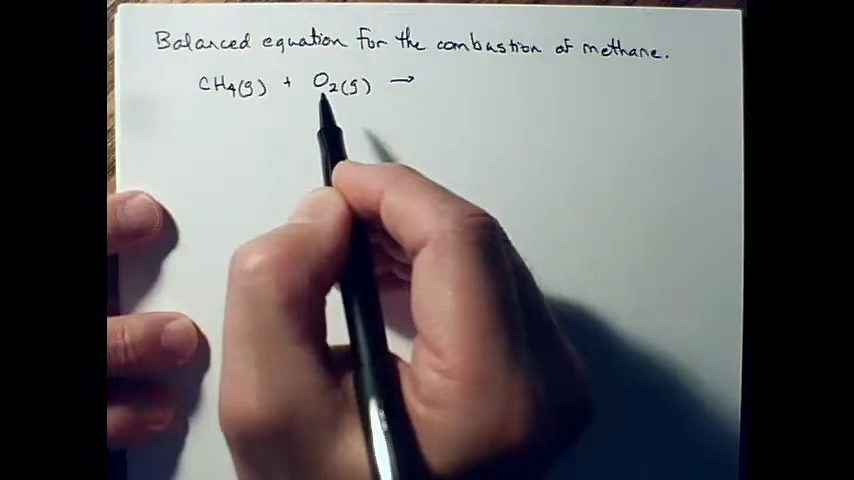 Balanced equation for the combustion of methane.
CH₄(g) + O₂(g) →